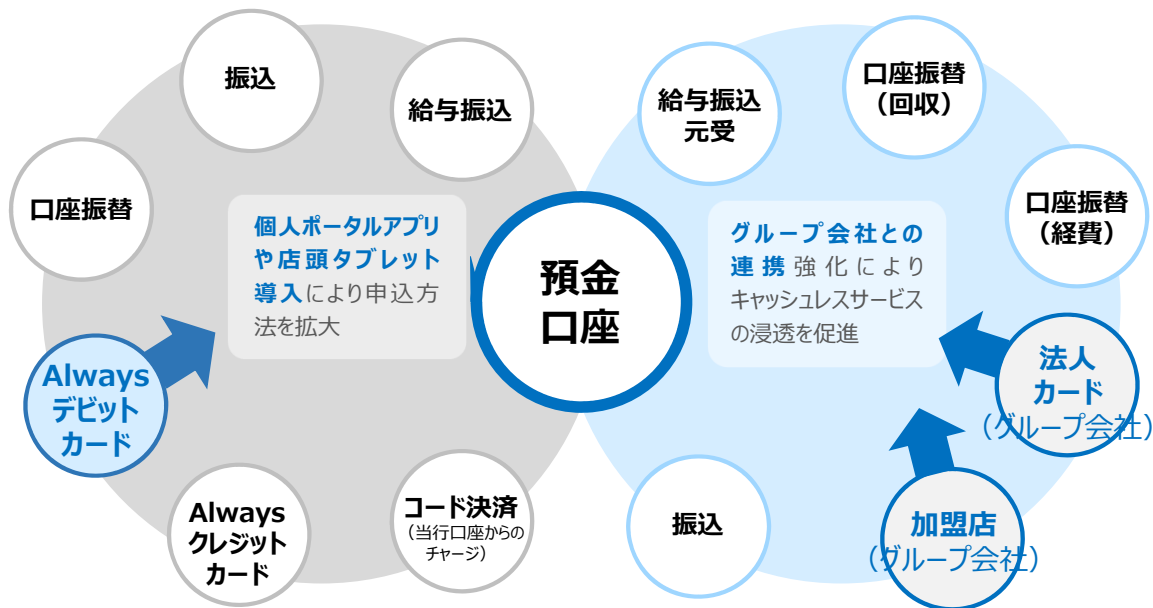 振込
給与振込
口座振替
個人ポータルアプリ
や店頭タブレット
導入により申込方
法を拡大
Always
デビット
カード
Always
クレジット
カード
コード決済
（当行口座からの
チャージ）
預金
口座
給与振込
元受
口座振替
（回収）
口座振替
（経費）
グループ会社との
連携強化により
キャッシュレスサービス
の浸透を促進
法人
カード
（グループ会社）
加盟店
（グループ会社）
振込